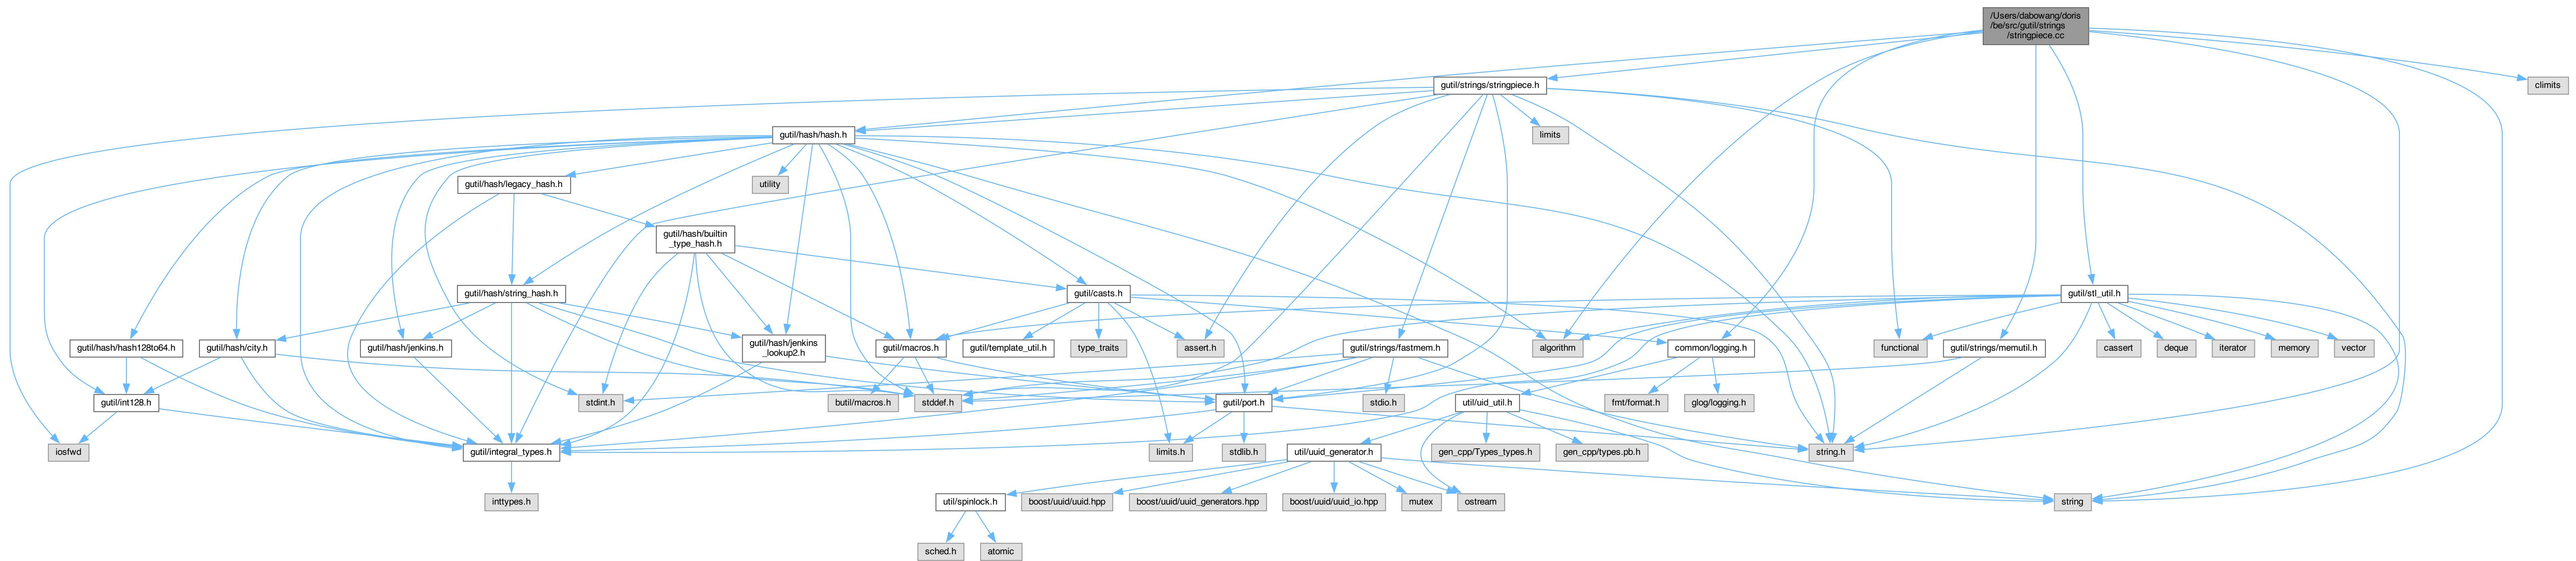 /Users/dabowang/doris
/be/src/gutil/strings
/stringpiece.cc
gutil/strings/stringpiece.h
climits
gutil/hash/hash.h
limits
gutil/hash/legacy_hash.h
utility
gutil/hash/builtin
_type_hash.h
gutil/hash/string_hash.h
gutil/casts.h
gutil/stl_util.h
gutil/hash/hash128to64.h
gutil/hash/city.h
gutil/hash/jenkins.h
gutil/hash/jenkins
_lookup2.h
gutil/macros.h
gutil/template_util.h
type_traits
assert.h
gutil/strings/fastmem.h
algorithm
common/logging.h
functional
gutil/strings/memutil.h
cassert
deque
iterator
memory
vector
gutil/int128.h
stdint.h
butil/macros.h
stddef.h
gutil/port.h
stdio.h
util/uid_util.h
fmt/format.h
glog/logging.h
iosfwd
gutil/integral_types.h
limits.h
stdlib.h
util/uuid_generator.h
gen_cpp/Types_types.h
gen_cpp/types.pb.h
string.h
inttypes.h
util/spinlock.h
boost/uuid/uuid.hpp
boost/uuid/uuid_generators.hpp
boost/uuid/uuid_io.hpp
mutex
ostream
string
sched.h
atomic